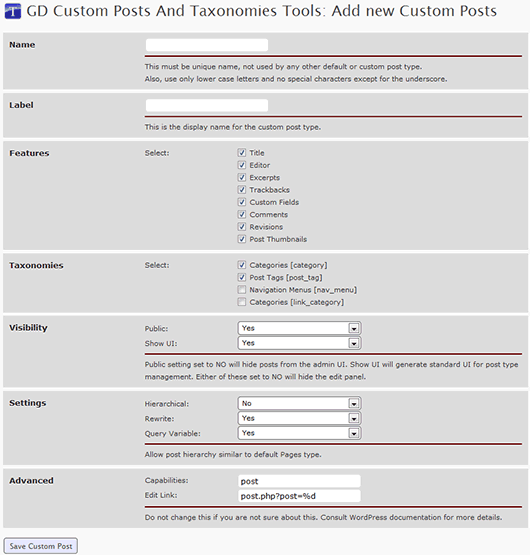 GD Custom Posts And Taxonomies Tools: Add new Custom Posts
Name
This must be unique name, not used by any other default or custom post type.
Also, use only lower case letters and no special characters except for the underscore.
Label
This is the display name for the custom post type.
Features
Select:
Title
Editor
Excerpts
Trackbacks
Custom Fields
Comments
Revisions
Post Thumbnails
Taxonomies
Select:
Categories [category]
Post Tags [post_tag]
Navigation Menus [nav_menu]
Categories [link_category]
Visibility
Public: Yes
Show UI: Yes
Public setting set to NO will hide posts from the admin UI. Show UI will generate standard UI for post type
management. Either of these set to NO will hide the edit panel.
Settings
Hierarchical: No
Rewrite: Yes
Query Variable: Yes
Allow post hierarchy similar to default Pages type.
Advanced
Capabilities: post
Edit Link: post.php?post=%d
Do not change this if you are not sure about this. Consult WordPress documentation for more details.
Save Custom Post